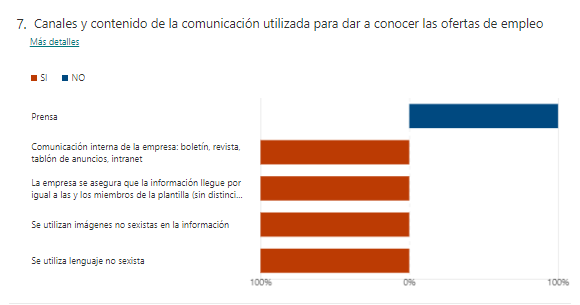 7. Canales y contenido de la comunicación utilizada para dar a conocer las ofertas de empleo
Más detalles
SI NO
Prensa
Comunicación interna de la empresa: boletín, revista,
tablón de anuncios, intranet
La empresa se asegura que la información llegue por
igual a las y los miembros de la plantilla (sin distinci...
Se utilizan imágenes no sexistas en la información
Se utiliza lenguaje no sexista
100% 0% 100%